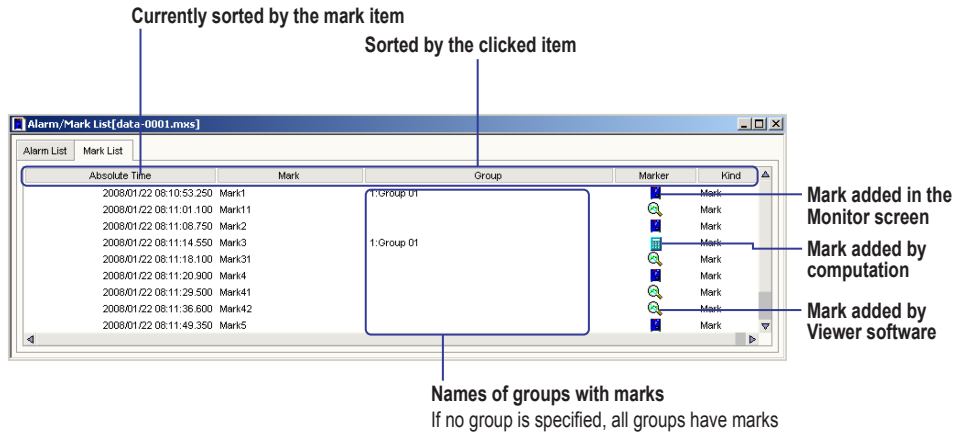 Currently sorted by the mark item
Sorted by the clicked item
Alarm/Mark List[data-0001.mxs]
Alarm List Mark List
Absolute Time Mark Group Marker Kind
2008/01/22 08:10:53.250 Mark1 1:Group 01 Mark
2008/01/22 08:11:01.100 Mark11 Mark
2008/01/22 08:11:08.750 Mark2 Mark
2008/01/22 08:11:14.550 Mark3 1:Group 01 Mark
2008/01/22 08:11:18.100 Mark31 Mark
2008/01/22 08:11:20.900 Mark4 Mark
2008/01/22 08:11:29.500 Mark41 Mark
2008/01/22 08:11:36.600 Mark42 Mark
2008/01/22 08:11:49.350 Mark5 Mark
Mark added in the
Monitor screen
Mark added by
computation
Mark added by
Viewer software
Names of groups with marks
If no group is specified, all groups have marks